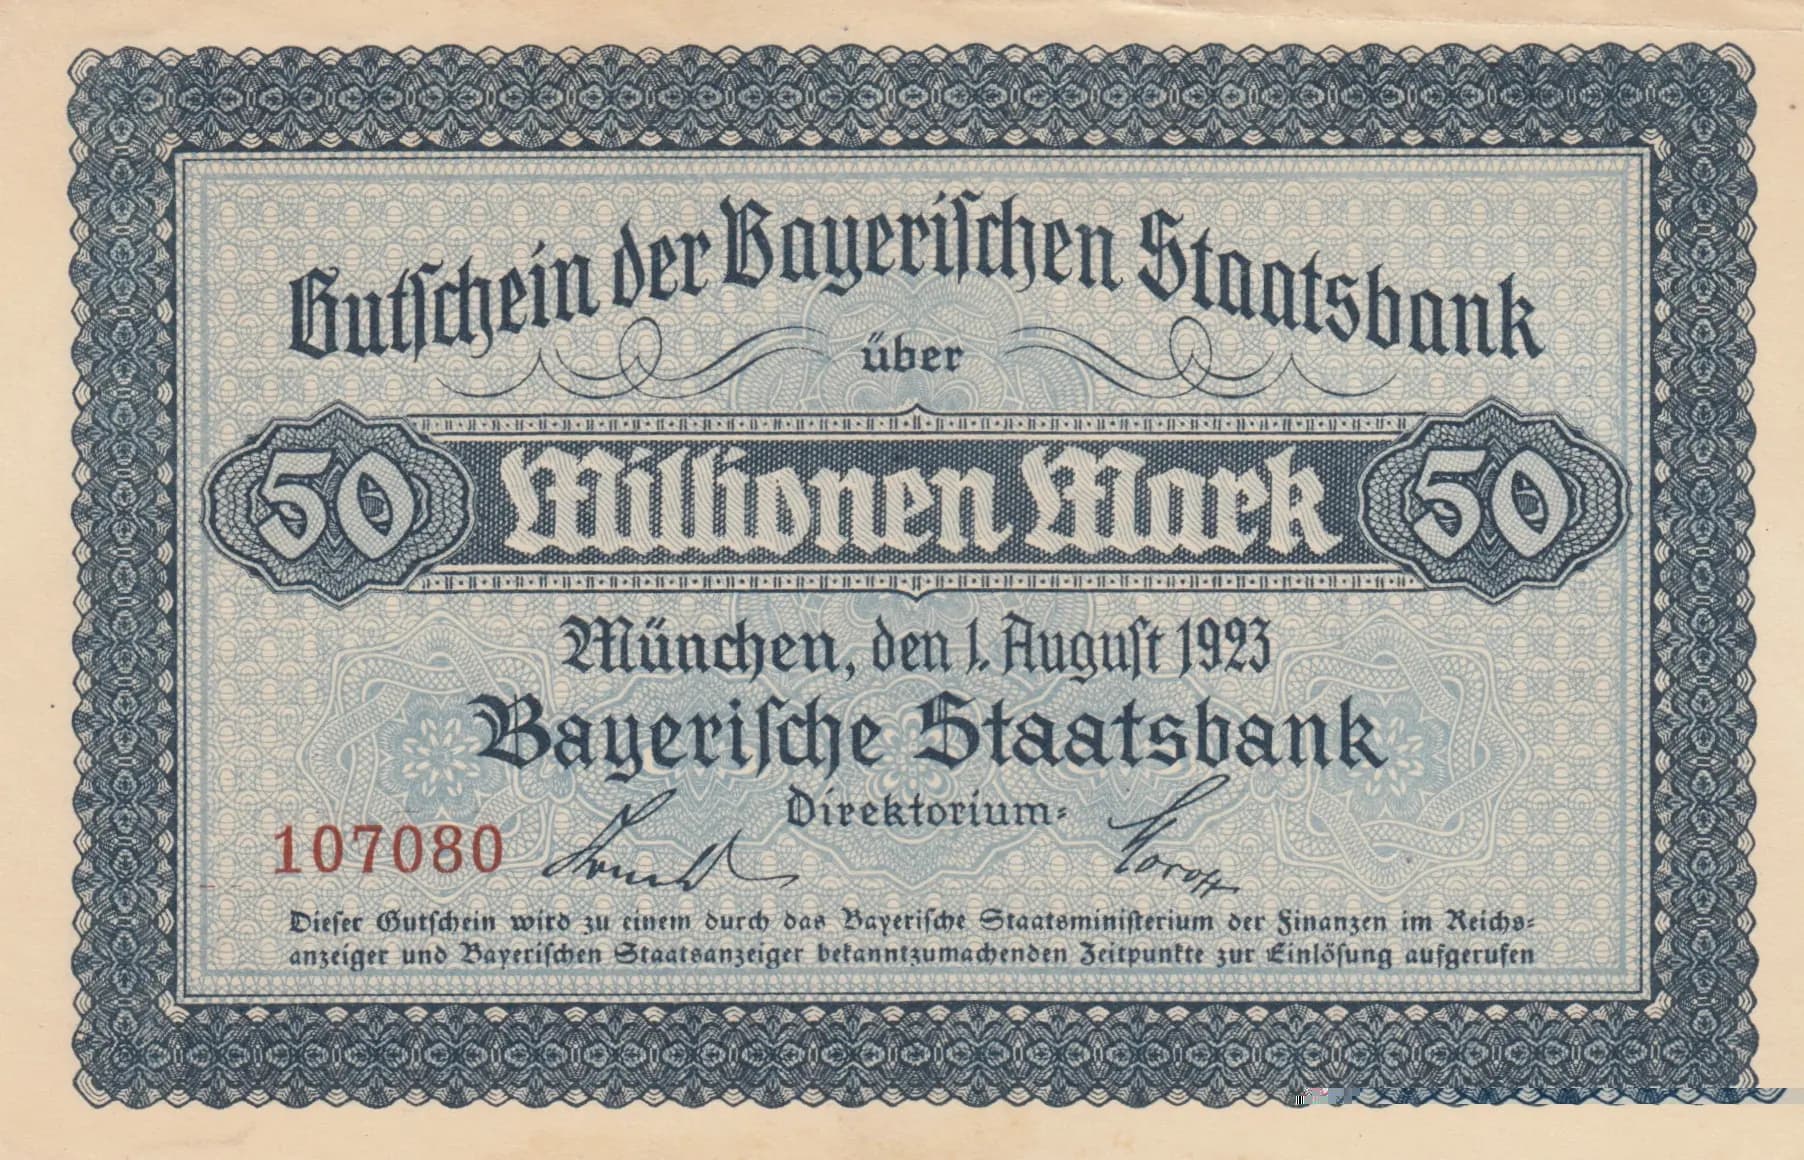 Gutschein der Bayerischen Staatsbank
über
50 Millionen Mark 50
München, den 1. August 1923
Bayerische Staatsbank
Direktorium:
107080
Dieser Gutschein wird zu einem durch das Bayerische Staatsministerium der Finanzen im Reichs-
anzeiger und Bayerischen Staatsanzeiger bekanntzumachenden Zeitpunkte zur Einlösung aufgerufen